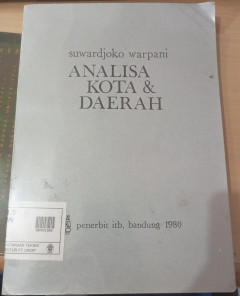 suwardjoko warpani
ANALISA
KOTA &
DAERAH
penerbit itb, bandung 1980